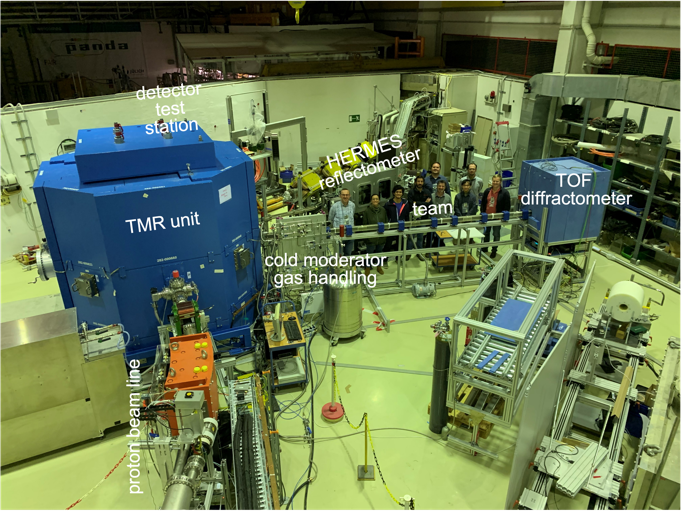 panda
detector
test
station
HERMES
reflectometer
TOF
diffractometer
TMR unit
team
cold moderator
gas handling
proton beam line